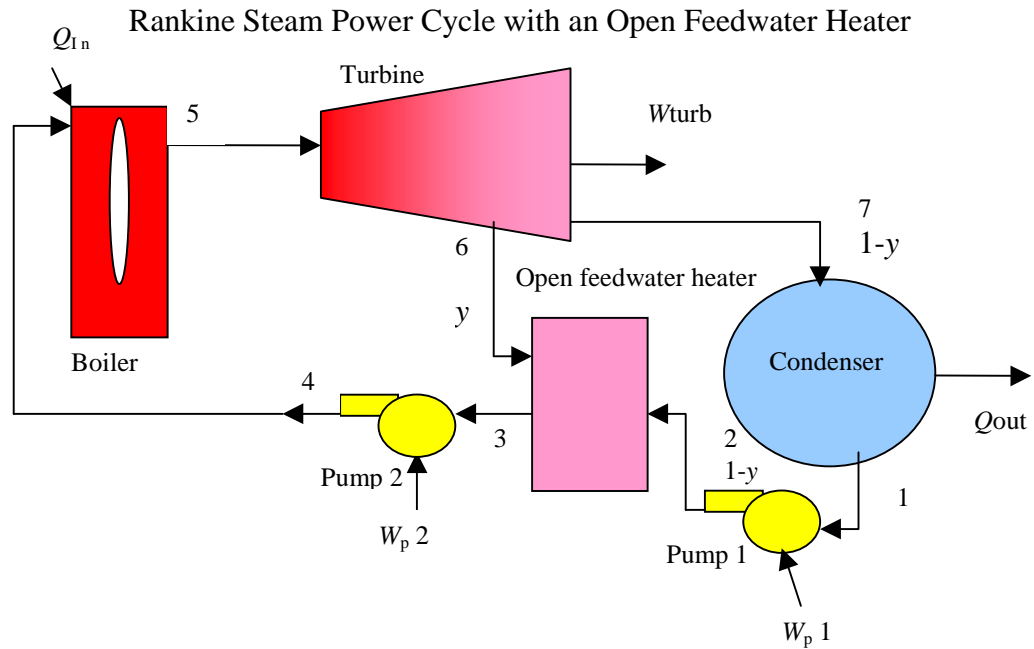 Rankine Steam Power Cycle with an Open Feedwater Heater
QIn
Turbine
5
Wturb
7
1-y
6
Open feedwater heater
y
Boiler
Condenser
4
3
2
1-y
Qout
Pump 2
1
Wp 2
Pump 1
Wp 1